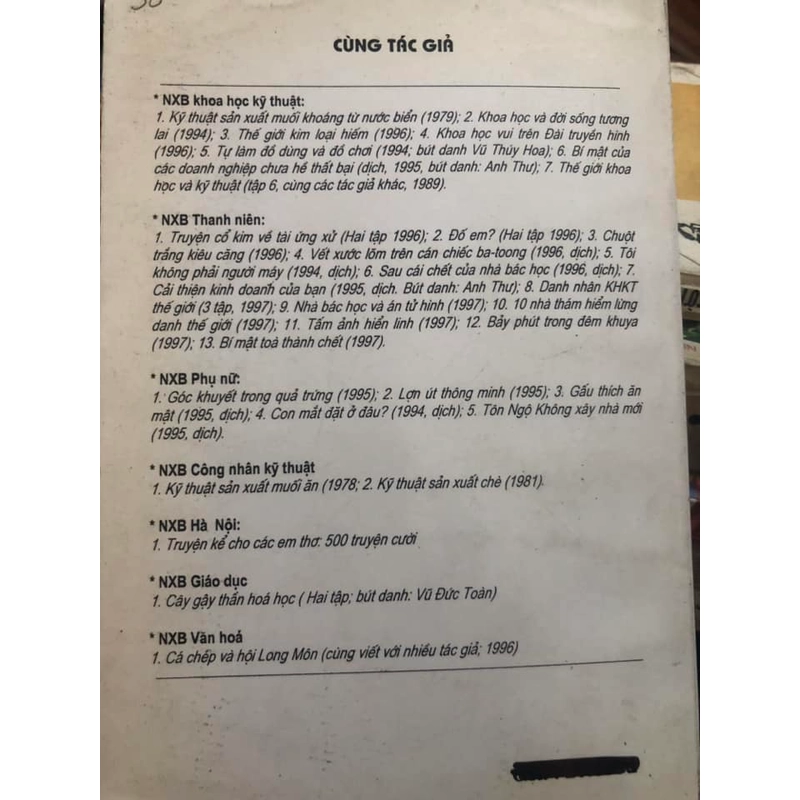 CÙNG TÁC GIẢ
* NXB khoa học kỹ thuật:
1. Kỹ thuật sản xuất muối khoáng từ nước biển (1979); 2. Khoa học và đời sống tương
lai (1994); 3. Thế giới kim loại hiếm (1996); 4. Khoa học vui trên Đài truyền hình
(1996); 5. Tự làm đồ dùng và đồ chơi (1994; bút danh Vũ Thúy Hoa); 6. Bí mật của
các doanh nghiệp chưa hề thất bại (dịch, 1995, bút danh: Anh Thư); 7. Thế giới khoa
học và kỹ thuật (tập 6, cùng các tác giả khác, 1989).
* NXB Thanh niên:
1. Truyện cổ kim về tài ứng xử (Hai tập 1996); 2. Đố em? (Hai tập 1996); 3. Chuột
trắng kiêu căng (1996); 4. Vết xước lõm trên cán chiếc ba-toong (1996, dịch); 5. Tôi
không phải người máy (1994, dịch); 6. Sau cái chết của nhà bác học (1996, dịch); 7.
Cải thiện kinh doanh của bạn (1995, dịch. Bút danh: Anh Thư); 8. Danh nhân KHKT
thế giới (3 tập, 1997); 9. Nhà bác học và án tử hình (1997); 10. 10 nhà thám hiểm lừng
danh thế giới (1997); 11. Tấm ảnh hiển linh (1997); 12. Bảy phút trong đêm khuya
(1997); 13. Bí mật toà thành chết (1997).
* NXB Phụ nữ:
1. Góc khuyết trong quả trứng (1995); 2. Lợn út thông minh (1995); 3. Gấu thích ăn
mật (1995, dịch); 4. Con mắt đặt ở đâu? (1994, dịch); 5. Tôn Ngộ Không xây nhà mới
(1995, dịch).
* NXB Công nhân kỹ thuật
1. Kỹ thuật sản xuất muối ăn (1978; 2. Kỹ thuật sản xuất chè (1981).
* NXB Hà Nội:
1. Truyện kể cho các em thơ: 500 truyện cười
* NXB Giáo dục
1. Cây gậy thần hoá học ( Hai tập; bút danh: Vũ Đức Toàn)
* NXB Văn hoá
1. Cá chép và hội Long Môn (cùng viết với nhiều tác giả; 1996)